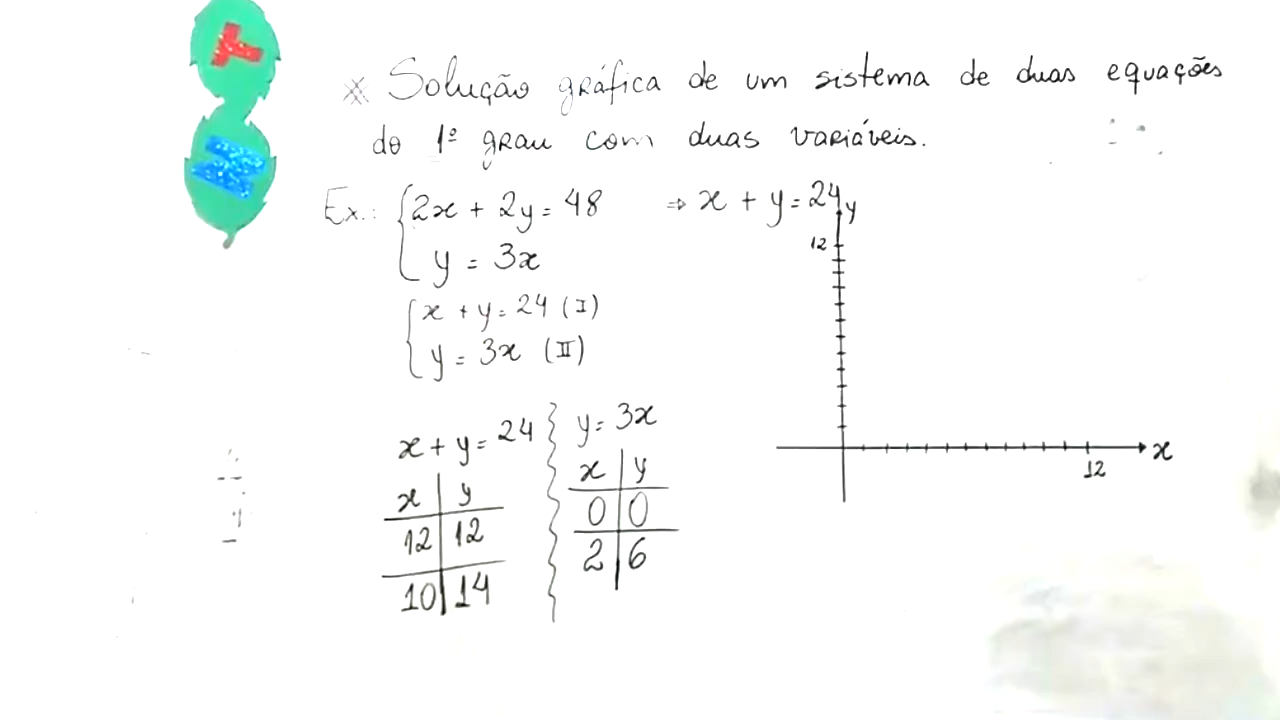 T
M
* Solução gráfica de um sistema de duas equações
do 1º grau com duas variáveis.
Ex.: { 2x + 2y = 48 ⇒ x + y = 24
y = 3x
{ x + y = 24 (I)
y = 3x (II)
x + y = 24
x | y
12 | 12
10 | 14
y = 3x
x | y
0 | 0
2 | 6
y
12
x
12